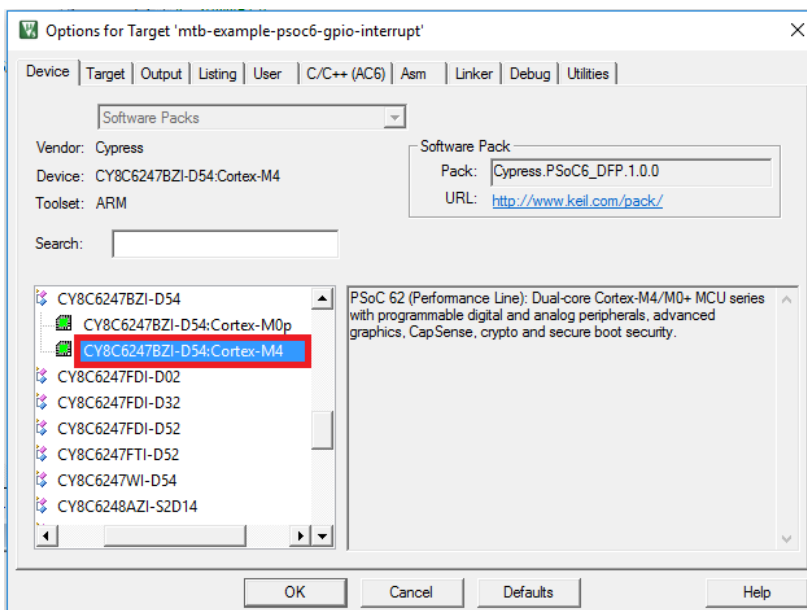 Options for Target 'mtb-example-psoc6-gpio-interrupt'
Device Target Output Listing User C/C++ (AC6) Asm Linker Debug Utilities
Software Packs
Vendor: Cypress
Device: CY8C6247BZI-D54:Cortex-M4
Toolset: ARM
Search:
Software Pack
Pack: Cypress.PSoC6_DFP.1.0.0
URL: http://www.keil.com/pack/
CY8C6247BZI-D54
CY8C6247BZI-D54:Cortex-M0p
CY8C6247BZI-D54:Cortex-M4
CY8C6247FDI-D02
CY8C6247FDI-D32
CY8C6247FDI-D52
CY8C6247FTI-D52
CY8C6247WI-D54
CY8C6248AZI-S2D14
PSoC 62 (Performance Line): Dual-core Cortex-M4/M0+ MCU series
with programmable digital and analog peripherals, advanced
graphics, CapSense, crypto and secure boot security.
OK Cancel Defaults Help